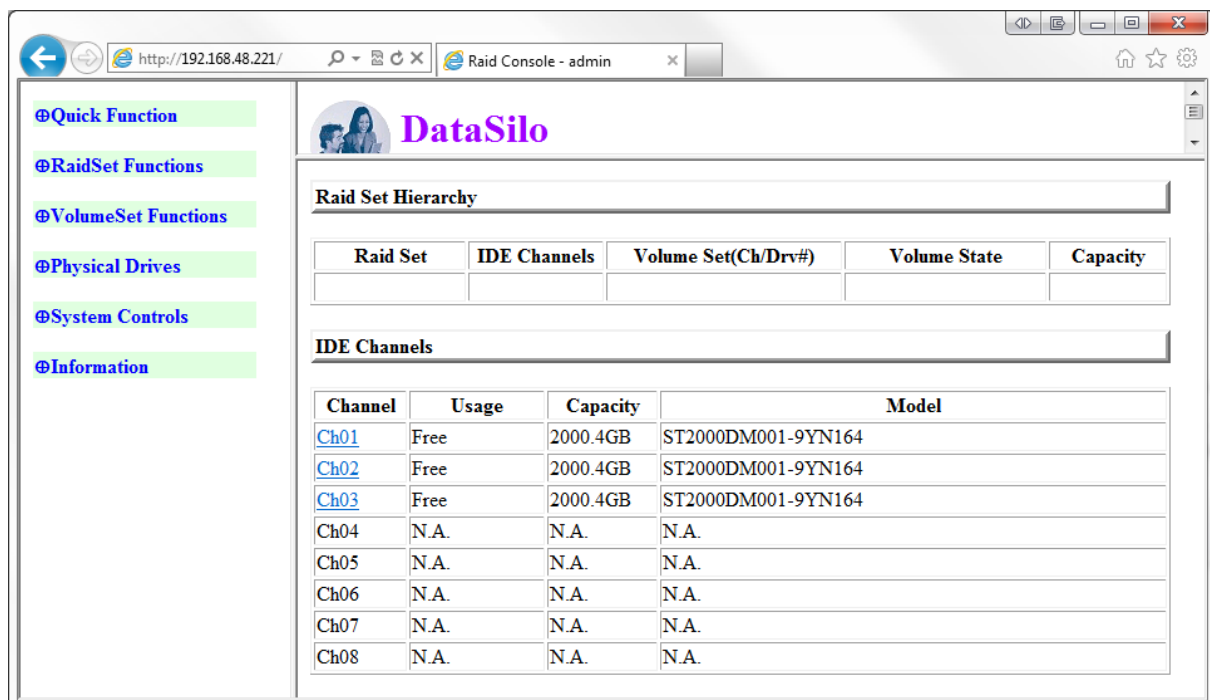 http://192.168.48.221/
Raid Console - admin
⊕Quick Function
⊕RaidSet Functions
⊕VolumeSet Functions
⊕Physical Drives
⊕System Controls
⊕Information
DataSilo
Raid Set Hierarchy
Raid Set IDE Channels Volume Set(Ch/Drv#) Volume State Capacity
IDE Channels
Channel Usage Capacity Model
Ch01 Free 2000.4GB ST2000DM001-9YN164
Ch02 Free 2000.4GB ST2000DM001-9YN164
Ch03 Free 2000.4GB ST2000DM001-9YN164
Ch04 N.A. N.A. N.A.
Ch05 N.A. N.A. N.A.
Ch06 N.A. N.A. N.A.
Ch07 N.A. N.A. N.A.
Ch08 N.A. N.A. N.A.